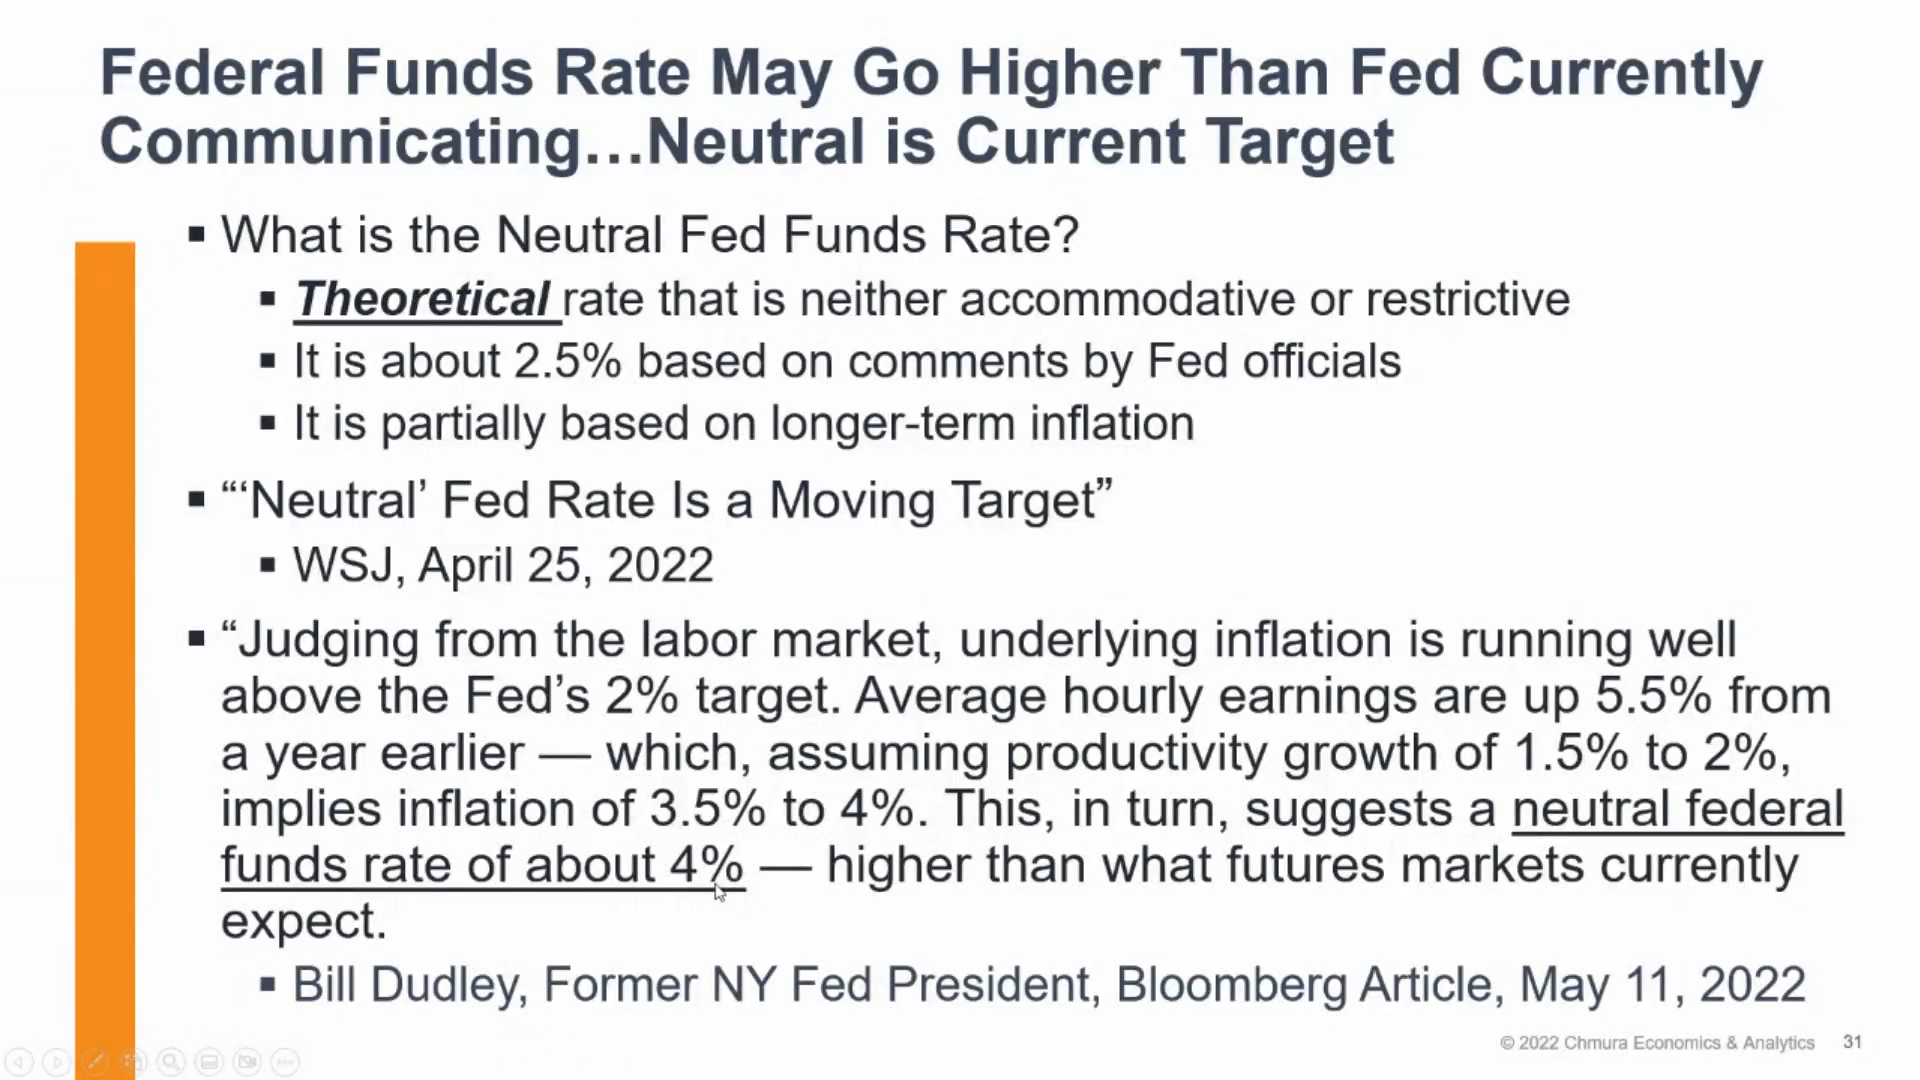 Federal Funds Rate May Go Higher Than Fed Currently
Communicating…Neutral is Current Target
▪ What is the Neutral Fed Funds Rate?
▪ Theoretical rate that is neither accommodative or restrictive
▪ It is about 2.5% based on comments by Fed officials
▪ It is partially based on longer-term inflation
▪ “‘Neutral’ Fed Rate Is a Moving Target”
▪ WSJ, April 25, 2022
▪ “Judging from the labor market, underlying inflation is running well
above the Fed’s 2% target. Average hourly earnings are up 5.5% from
a year earlier — which, assuming productivity growth of 1.5% to 2%,
implies inflation of 3.5% to 4%. This, in turn, suggests a neutral federal
funds rate of about 4% — higher than what futures markets currently
expect.
▪ Bill Dudley, Former NY Fed President, Bloomberg Article, May 11, 2022
© 2022 Chmura Economics & Analytics 31